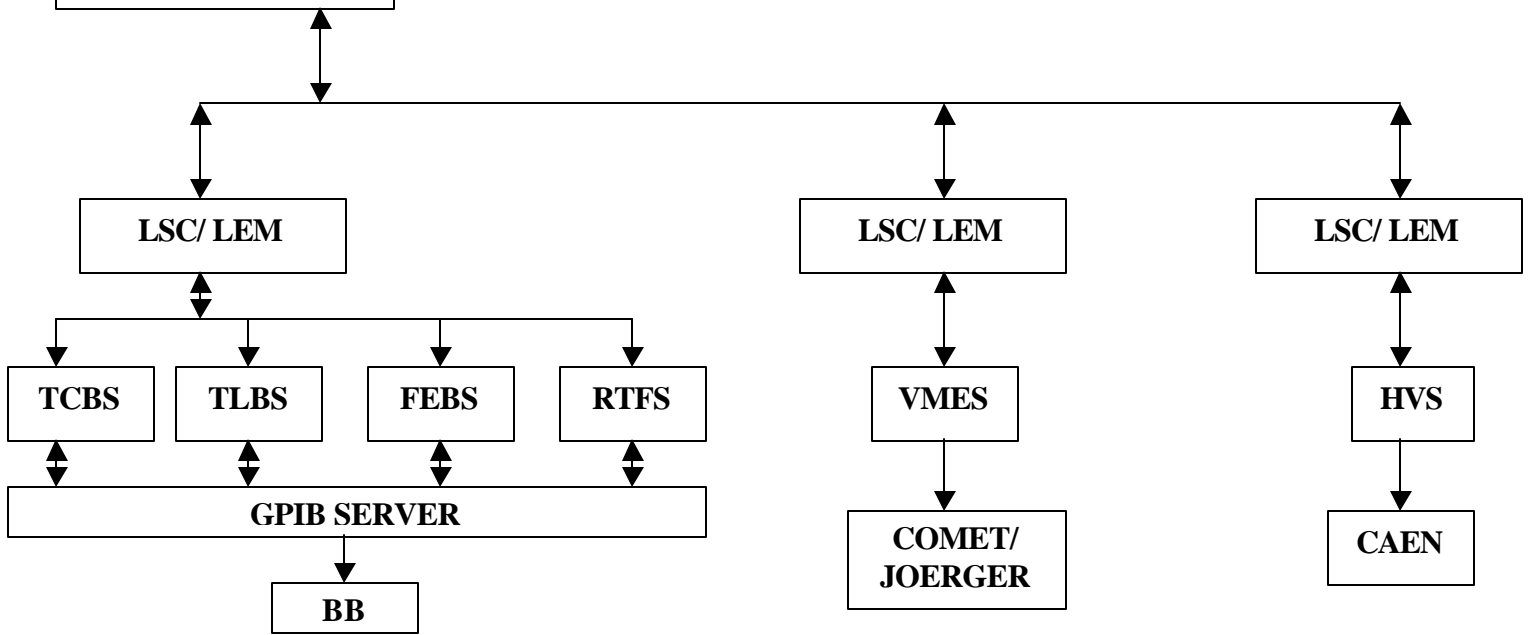 LSC/ LEM
LSC/ LEM
LSC/ LEM
TCBS
TLBS
FEBS
RTFS
VMES
HVS
GPIB SERVER
COMET/
JOERGER
CAEN
BB